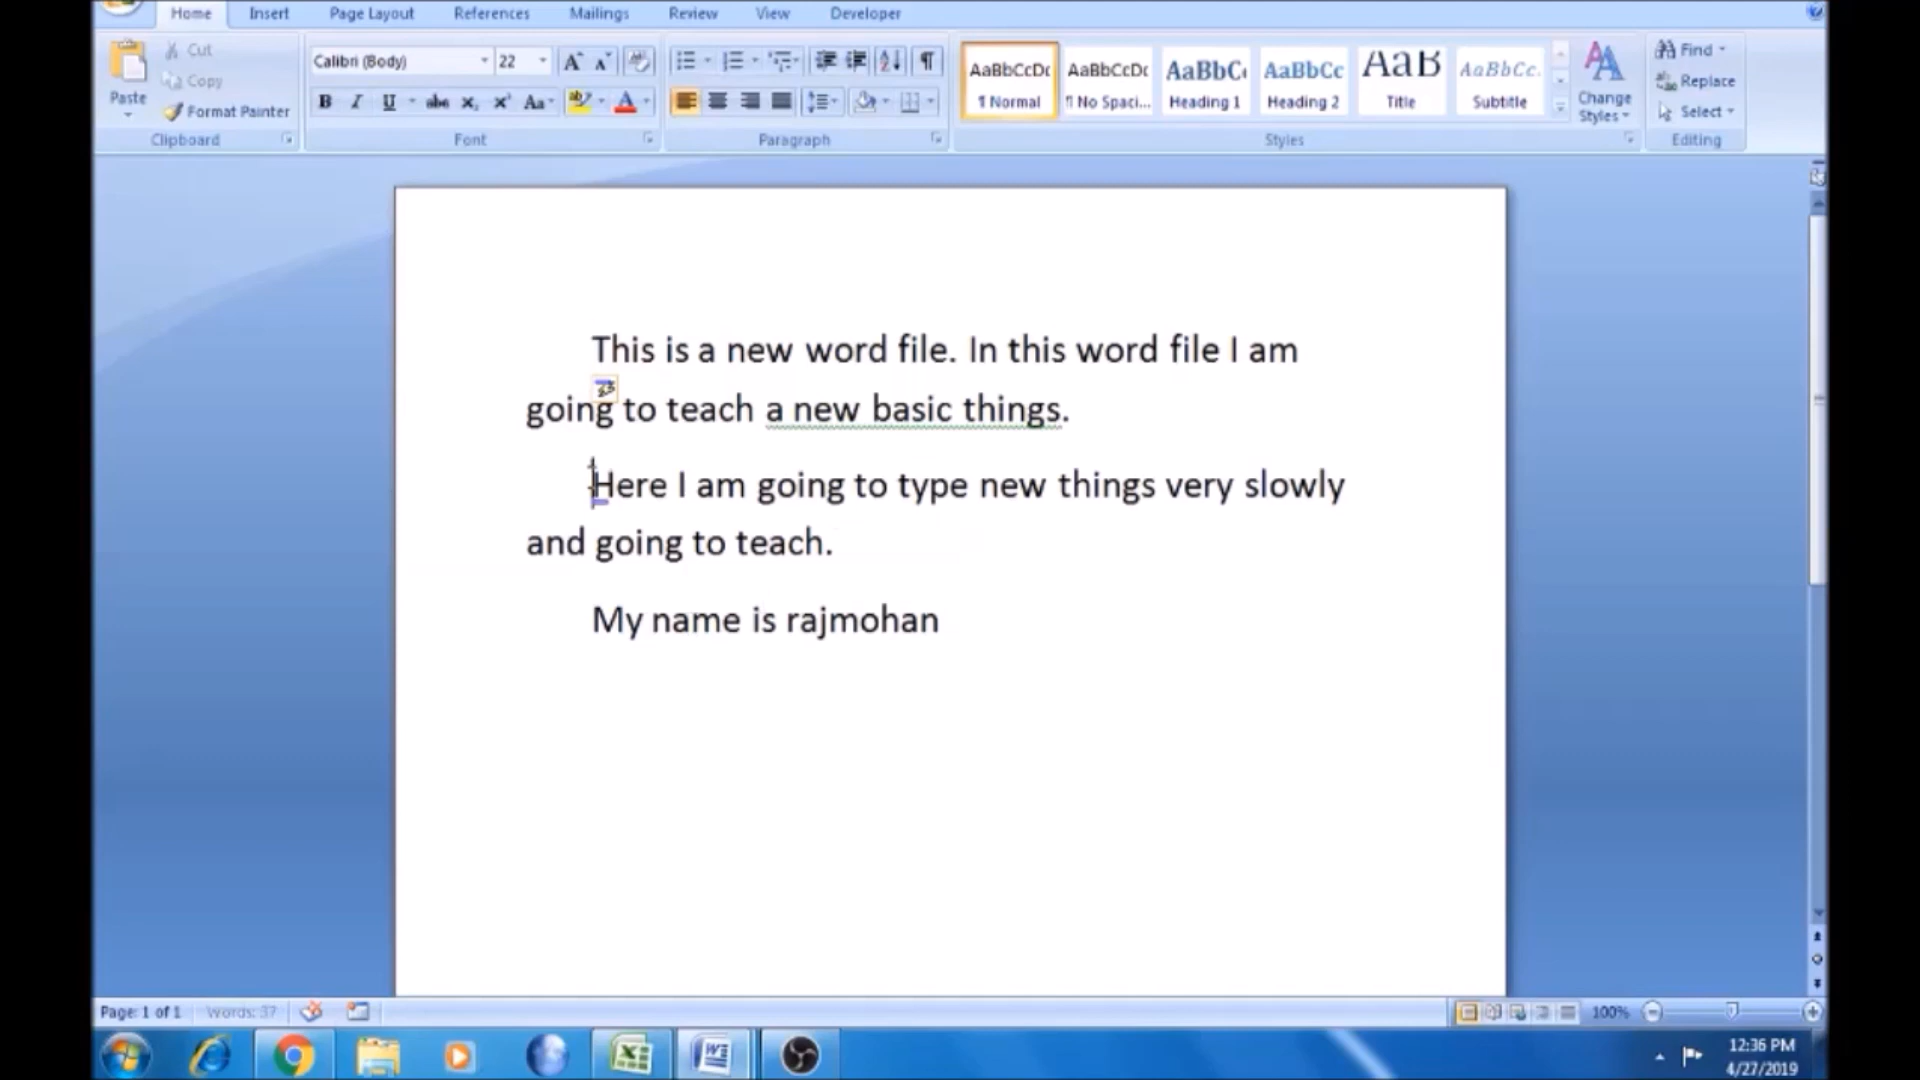 Home Insert Page Layout References Mailings Review View Developer
Paste
Cut
Copy
Format Painter
Clipboard
Calibri (Body) 22
Font
Paragraph
AaBbCcDc AaBbCcDc AaBbC AaBbCc AaB AaBbCc.
¶ Normal ¶ No Spaci... Heading 1 Heading 2 Title Subtitle
Change Styles
Styles
Find
Replace
Select
Editing
This is a new word file. In this word file I am
going to teach a new basic things.
Here I am going to type new things very slowly
and going to teach.
My name is rajmohan
Page: 1 of 1 Words: 37 100%
12:36 PM
4/27/2019